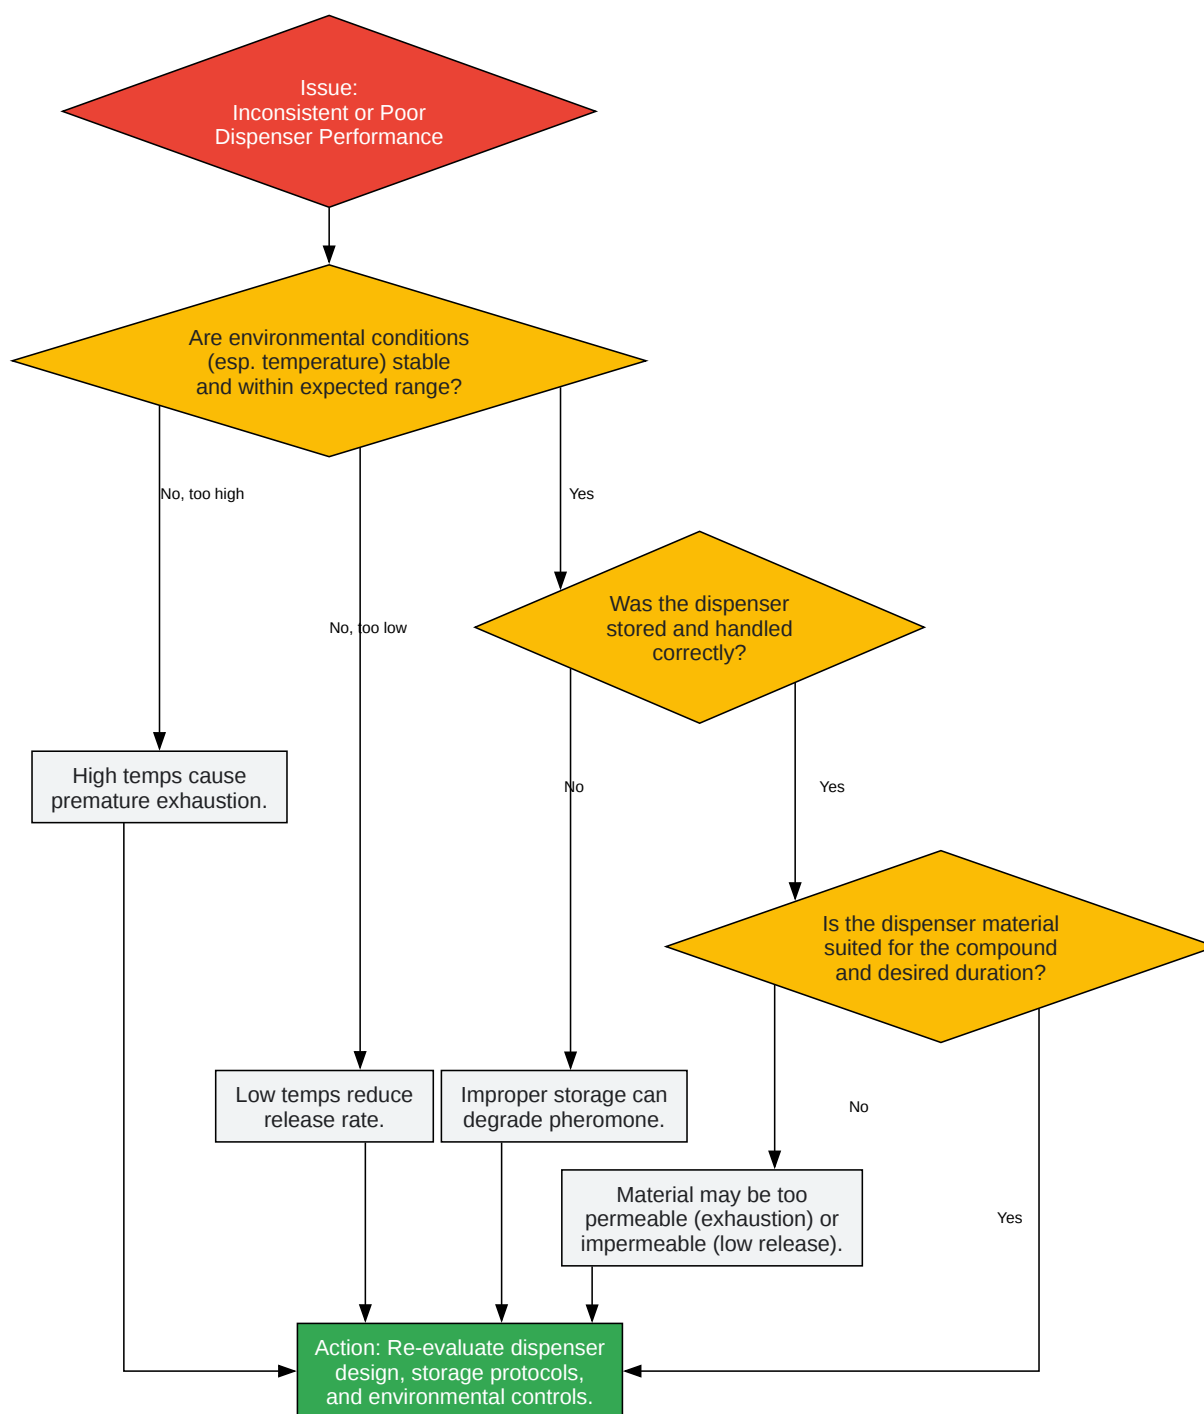 Issue:
Inconsistent or Poor
Dispenser Performance
Are environmental conditions
(esp. temperature) stable
and within expected range?
No, too high
Yes
Was the dispenser
stored and handled
correctly?
No, too low
High temps cause
premature exhaustion.
No
Yes
Is the dispenser material
suited for the compound
and desired duration?
Low temps reduce
release rate.
Improper storage can
degrade pheromone.
No
Material may be too
permeable (exhaustion) or
impermeable (low release).
Yes
Action: Re-evaluate dispenser
design, storage protocols,
and environmental controls.